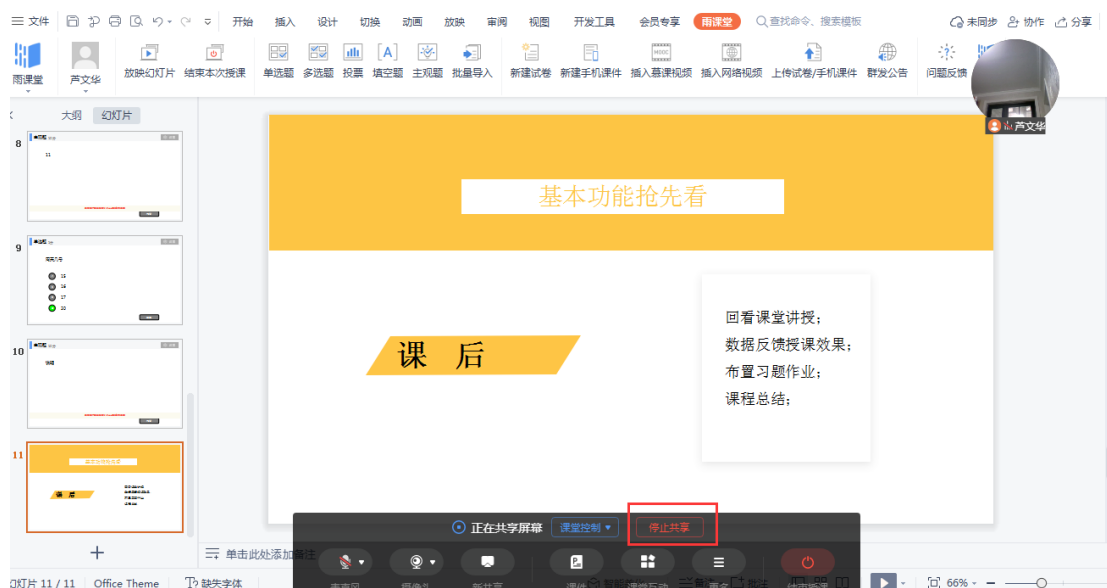 文件 开始 插入 设计 切换 动画 放映 审阅 视图 开发工具 会员专享 雨课堂 查找命令、搜索模板 未同步 协作 分享
雨课堂 芦文华 放映幻灯片 结束本次授课 单选题 多选题 投票 填空题 主观题 批量导入 新建试卷 新建手机课件 插入慕课视频 插入网络视频 上传试卷/手机课件 群发公告 问题反馈
芦文华
大纲 幻灯片
8
11
9
15
16
17
20
10
11
基本功能抢先看
课 后
回看课堂讲授;
数据反馈授课效果;
布置习题作业;
课程总结;
正在共享屏幕 课堂控制 停止共享
单击此处添加备注
幻灯片 11 / 11 Office Theme 缺失字体 66%